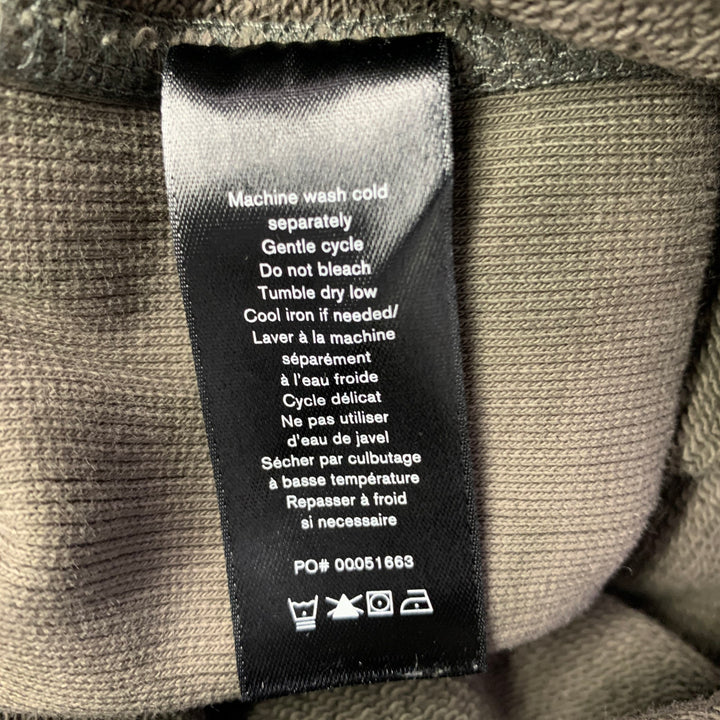 Machine wash cold
separately
Gentle cycle
Do not bleach
Tumble dry low
Cool iron if needed/
Laver à la machine
séparément
à l'eau froide
Cycle délicat
Ne pas utiliser
d'eau de javel
Sécher par culbutage
à basse température
Repasser à froid
si necessaire
PO# 00051663